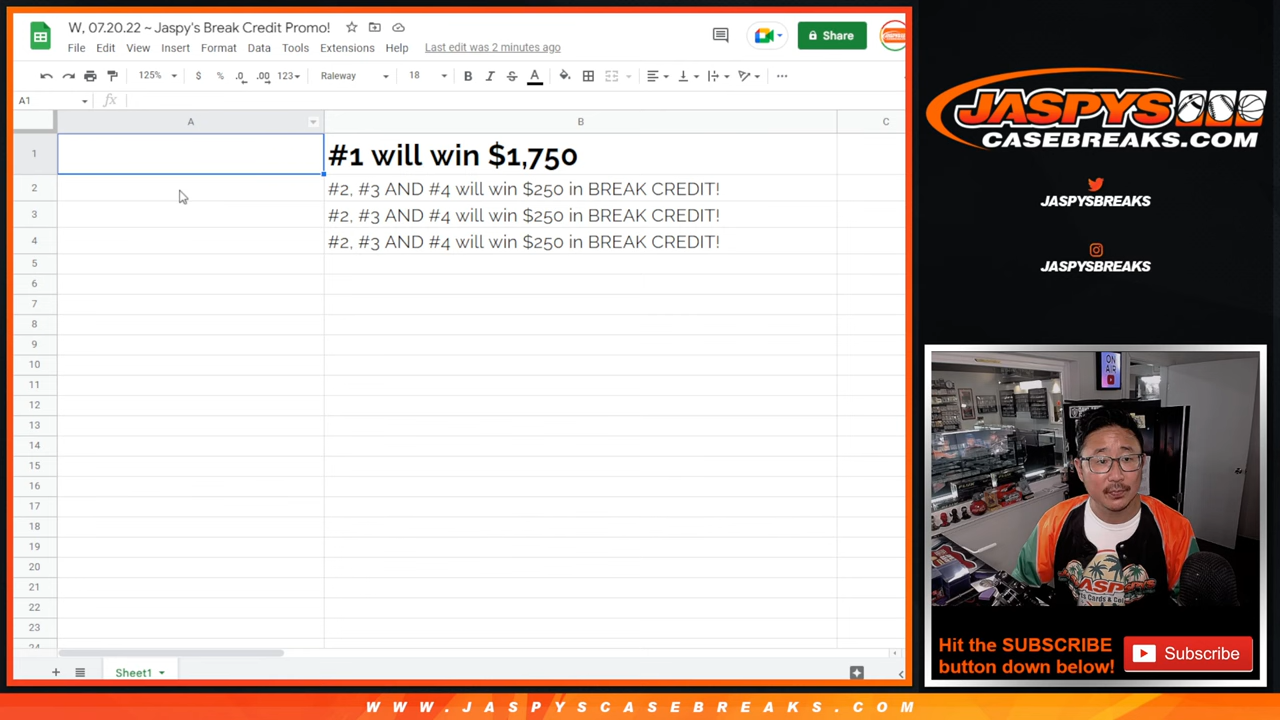 W, 07.20.22 ~ Jaspy's Break Credit Promo!
File Edit View Insert Format Data Tools Extensions Help Last edit was 2 minutes ago
Share
125% $ % .0 .00 123 Raleway 18 B I S A
A1 fx
A B C
1 #1 will win $1,750
2 #2, #3 AND #4 will win $250 in BREAK CREDIT!
3 #2, #3 AND #4 will win $250 in BREAK CREDIT!
4 #2, #3 AND #4 will win $250 in BREAK CREDIT!
5
6
7
8
9
10
11
12
13
14
15
16
17
18
19
20
21
22
23
24
Sheet1
JASPYS
CASEBREAKS.COM
JASPYSBREAKS
JASPYSBREAKS
ON
AIR
JASPYS
Hit the SUBSCRIBE
button down below!
Subscribe
WWW.JASPYSCASEBREAKS.COM